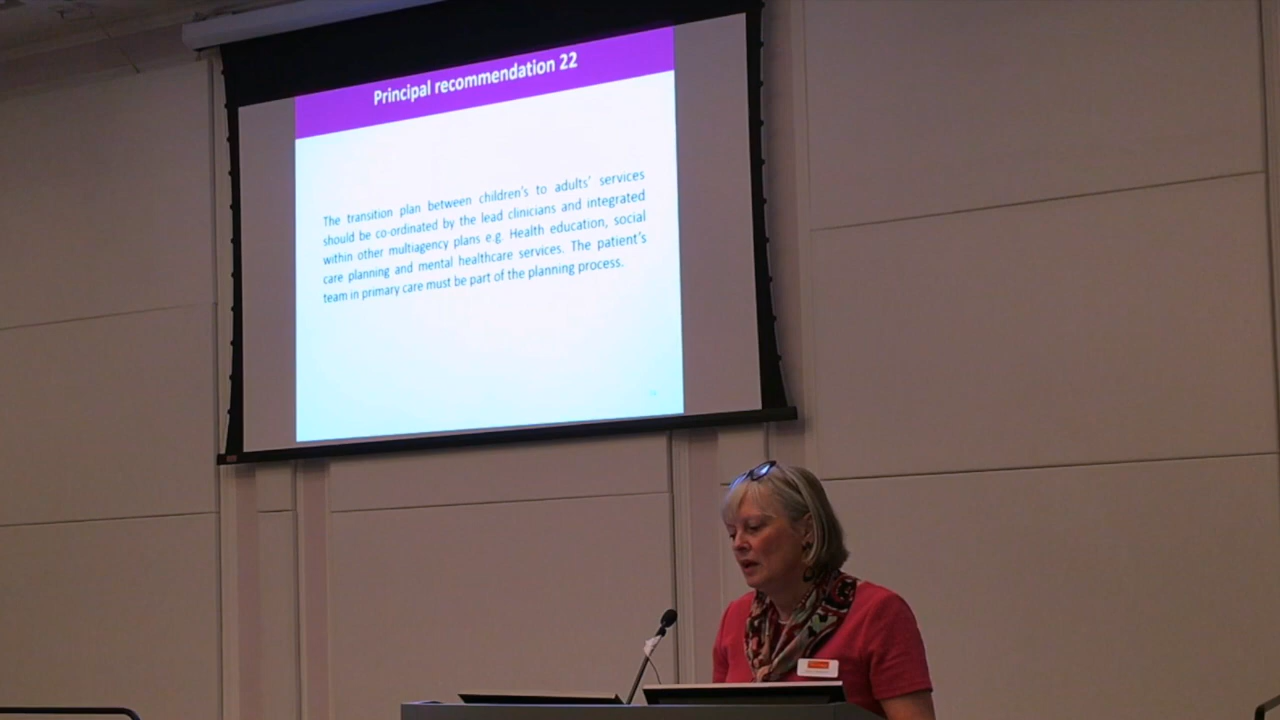 Principal recommendation 22
The transition plan between children's to adults' services
should be co-ordinated by the lead clinicians and integrated
within other multiagency plans e.g. Health education, social
care planning and mental healthcare services. The patient's
team in primary care must be part of the planning process.